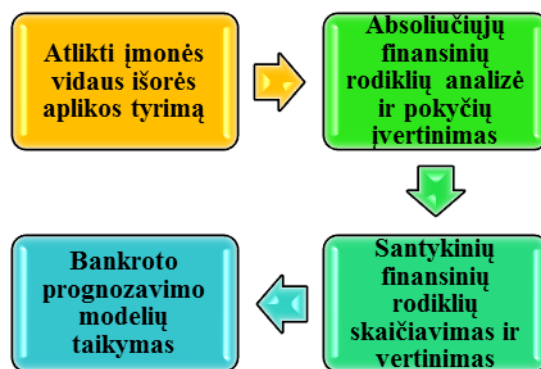 Atlikti įmonės
vidaus išorės
aplikos tyrimą
Absoliučiųjų
finansinių
rodiklių analizė
ir pokyčių
įvertinimas
Santykinių
finansinių
rodiklių
skaičiavimas ir
vertinimas
Bankroto
prognozavimo
modelių
taikymas